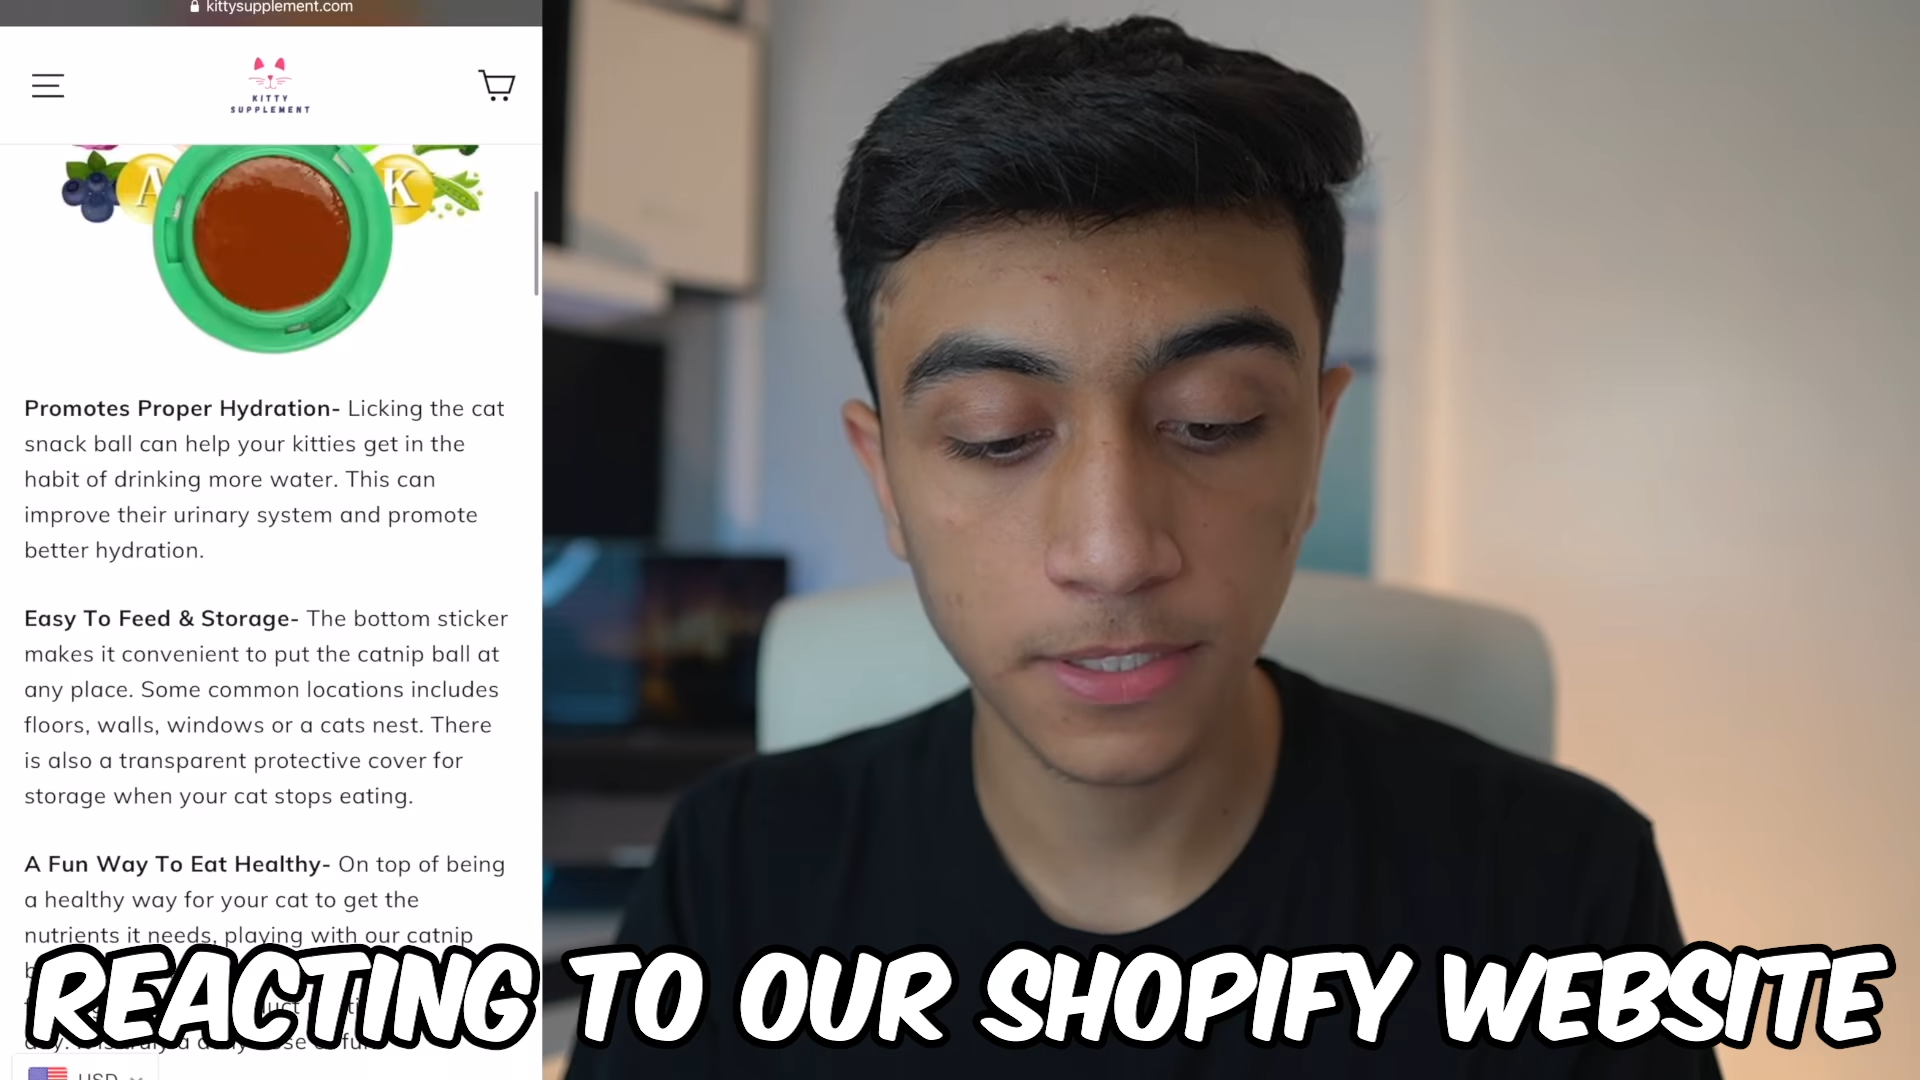 kittysupplement.com
KITTY
SUPPLEMENT
A K
Promotes Proper Hydration- Licking the cat
snack ball can help your kitties get in the
habit of drinking more water. This can
improve their urinary system and promote
better hydration.
Easy To Feed & Storage- The bottom sticker
makes it convenient to put the catnip ball at
any place. Some common locations includes
floors, walls, windows or a cats nest. There
is also a transparent protective cover for
storage when your cat stops eating.
A Fun Way To Eat Healthy- On top of being
a healthy way for your cat to get the
nutrients it needs, playing with our catnip
REACTING TO OUR SHOPIFY WEBSITE
USD